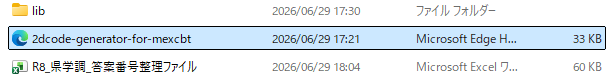 lib 2026/06/29 17:30 ファイル フォルダー
2dcode-generator-for-mexcbt 2026/06/29 17:21 Microsoft Edge H... 33 KB
R8_県学調_答案番号整理ファイル 2026/06/29 18:04 Microsoft Excel ワ... 60 KB